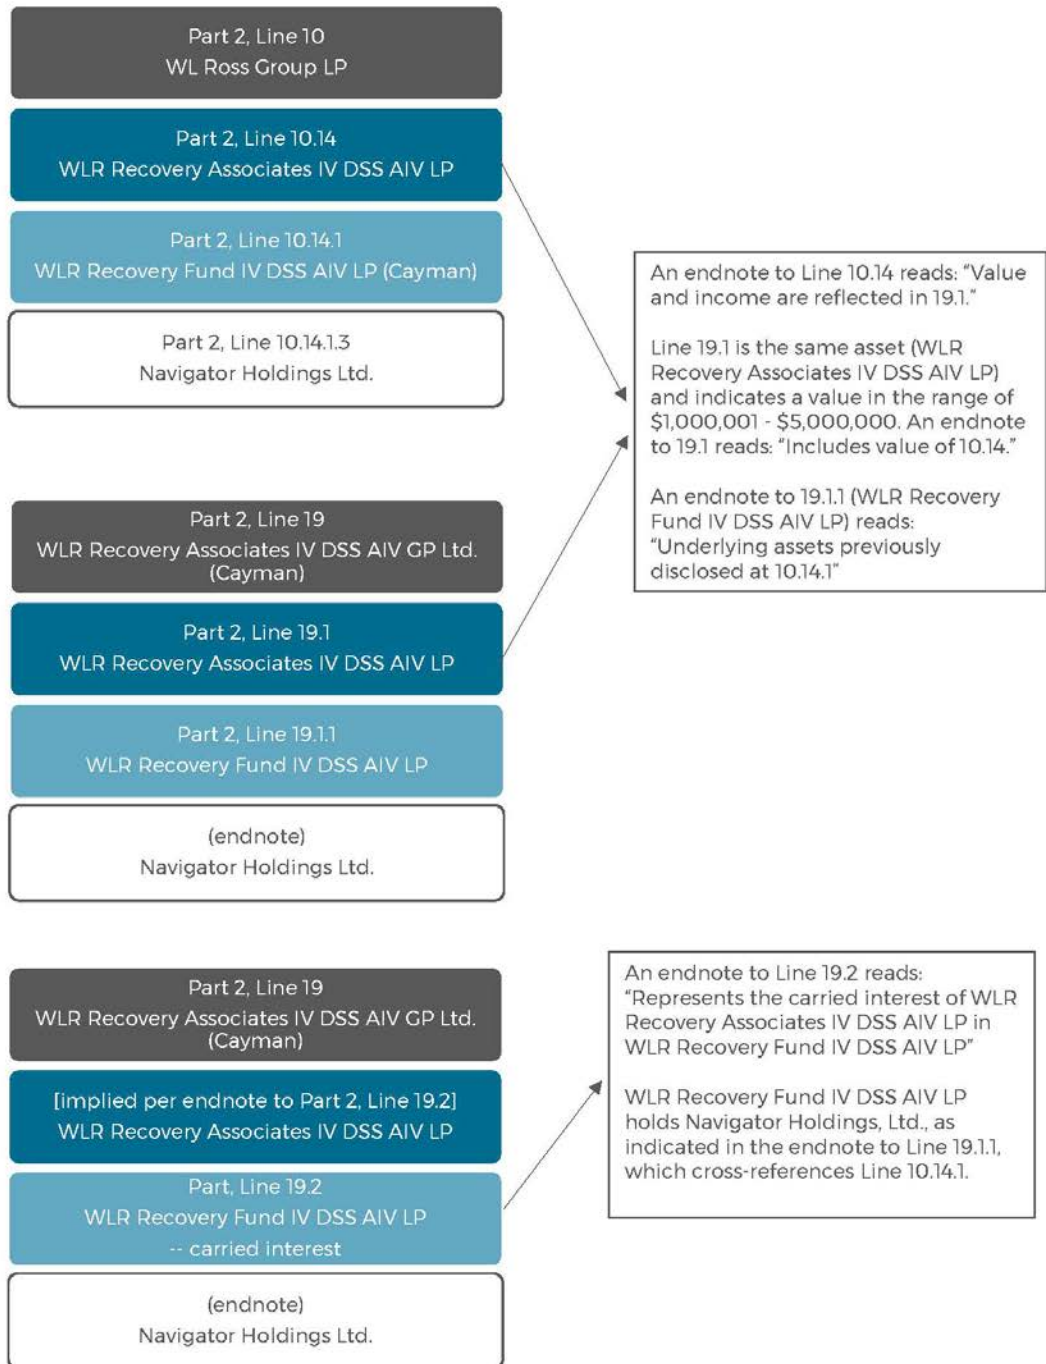 Part 2, Line 10
WL Ross Group LP
Part 2, Line 10.14
WLR Recovery Associates IV DSS AIV LP
Part 2, Line 10.14.1
WLR Recovery Fund IV DSS AIV LP (Cayman)
Part 2, Line 10.14.1.3
Navigator Holdings Ltd.
An endnote to Line 10.14 reads: “Value
and income are reflected in 19.1.”
Line 19.1 is the same asset (WLR
Recovery Associates IV DSS AIV LP)
and indicates a value in the range of
$1,000,001 - $5,000,000. An endnote
to 19.1 reads: “Includes value of 10.14.”
An endnote to 19.1.1 (WLR Recovery
Fund IV DSS AIV LP) reads:
“Underlying assets previously
disclosed at 10.14.1”
Part 2, Line 19
WLR Recovery Associates IV DSS AIV GP Ltd.
(Cayman)
Part 2, Line 19.1
WLR Recovery Associates IV DSS AIV LP
Part 2, Line 19.1.1
WLR Recovery Fund IV DSS AIV LP
(endnote)
Navigator Holdings Ltd.
Part 2, Line 19
WLR Recovery Associates IV DSS AIV GP Ltd.
(Cayman)
[implied per endnote to Part 2, Line 19.2]
WLR Recovery Associates IV DSS AIV LP
Part, Line 19.2
WLR Recovery Fund IV DSS AIV LP
-- carried interest
(endnote)
Navigator Holdings Ltd.
An endnote to Line 19.2 reads:
“Represents the carried interest of WLR
Recovery Associates IV DSS AIV LP in
WLR Recovery Fund IV DSS AIV LP”
WLR Recovery Fund IV DSS AIV LP
holds Navigator Holdings, Ltd., as
indicated in the endnote to Line 19.1.1,
which cross-references Line 10.14.1.